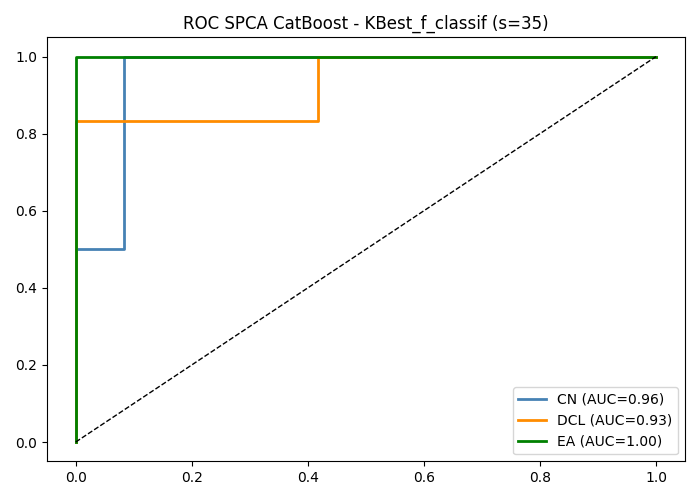 ROC SPCA CatBoost - KBest_f_classif (s=35)
1.0
0.8
0.6
0.4
0.2
0.0
0.0 0.2 0.4 0.6 0.8 1.0
CN (AUC=0.96)
DCL (AUC=0.93)
EA (AUC=1.00)